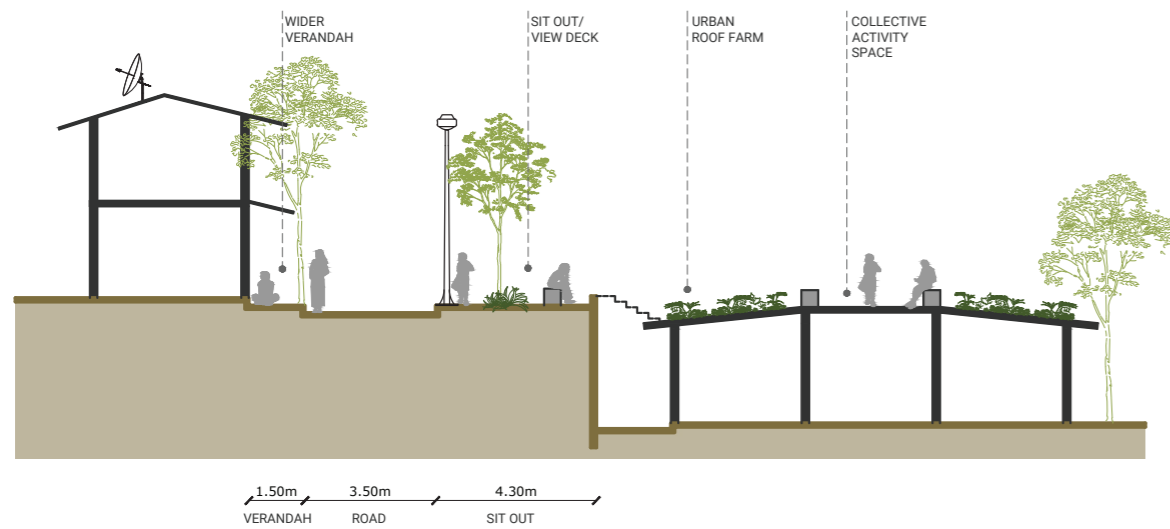 WIDER
VERANDAH
SIT OUT/
VIEW DECK
URBAN
ROOF FARM
COLLECTIVE
ACTIVITY
SPACE
1.50m
3.50m
4.30m
VERANDAH
ROAD
SIT OUT